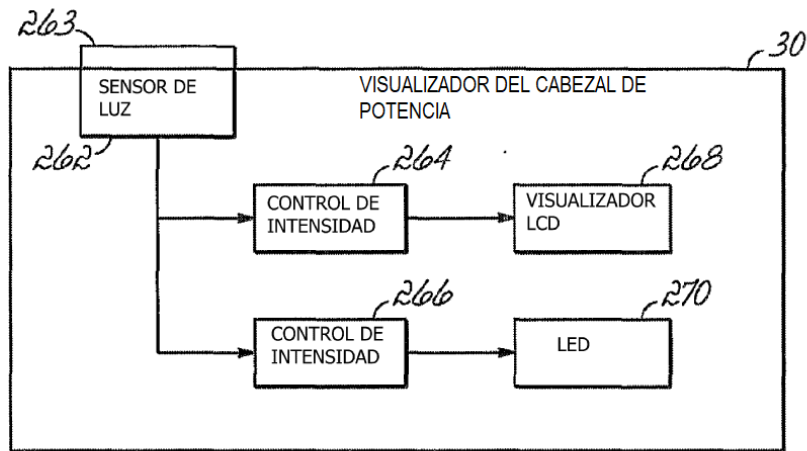 263
30
SENSOR DE
LUZ
VISUALIZADOR DEL CABEZAL DE
POTENCIA
262
264
268
CONTROL DE
INTENSIDAD
VISUALIZADOR
LCD
266
270
CONTROL DE
INTENSIDAD
LED